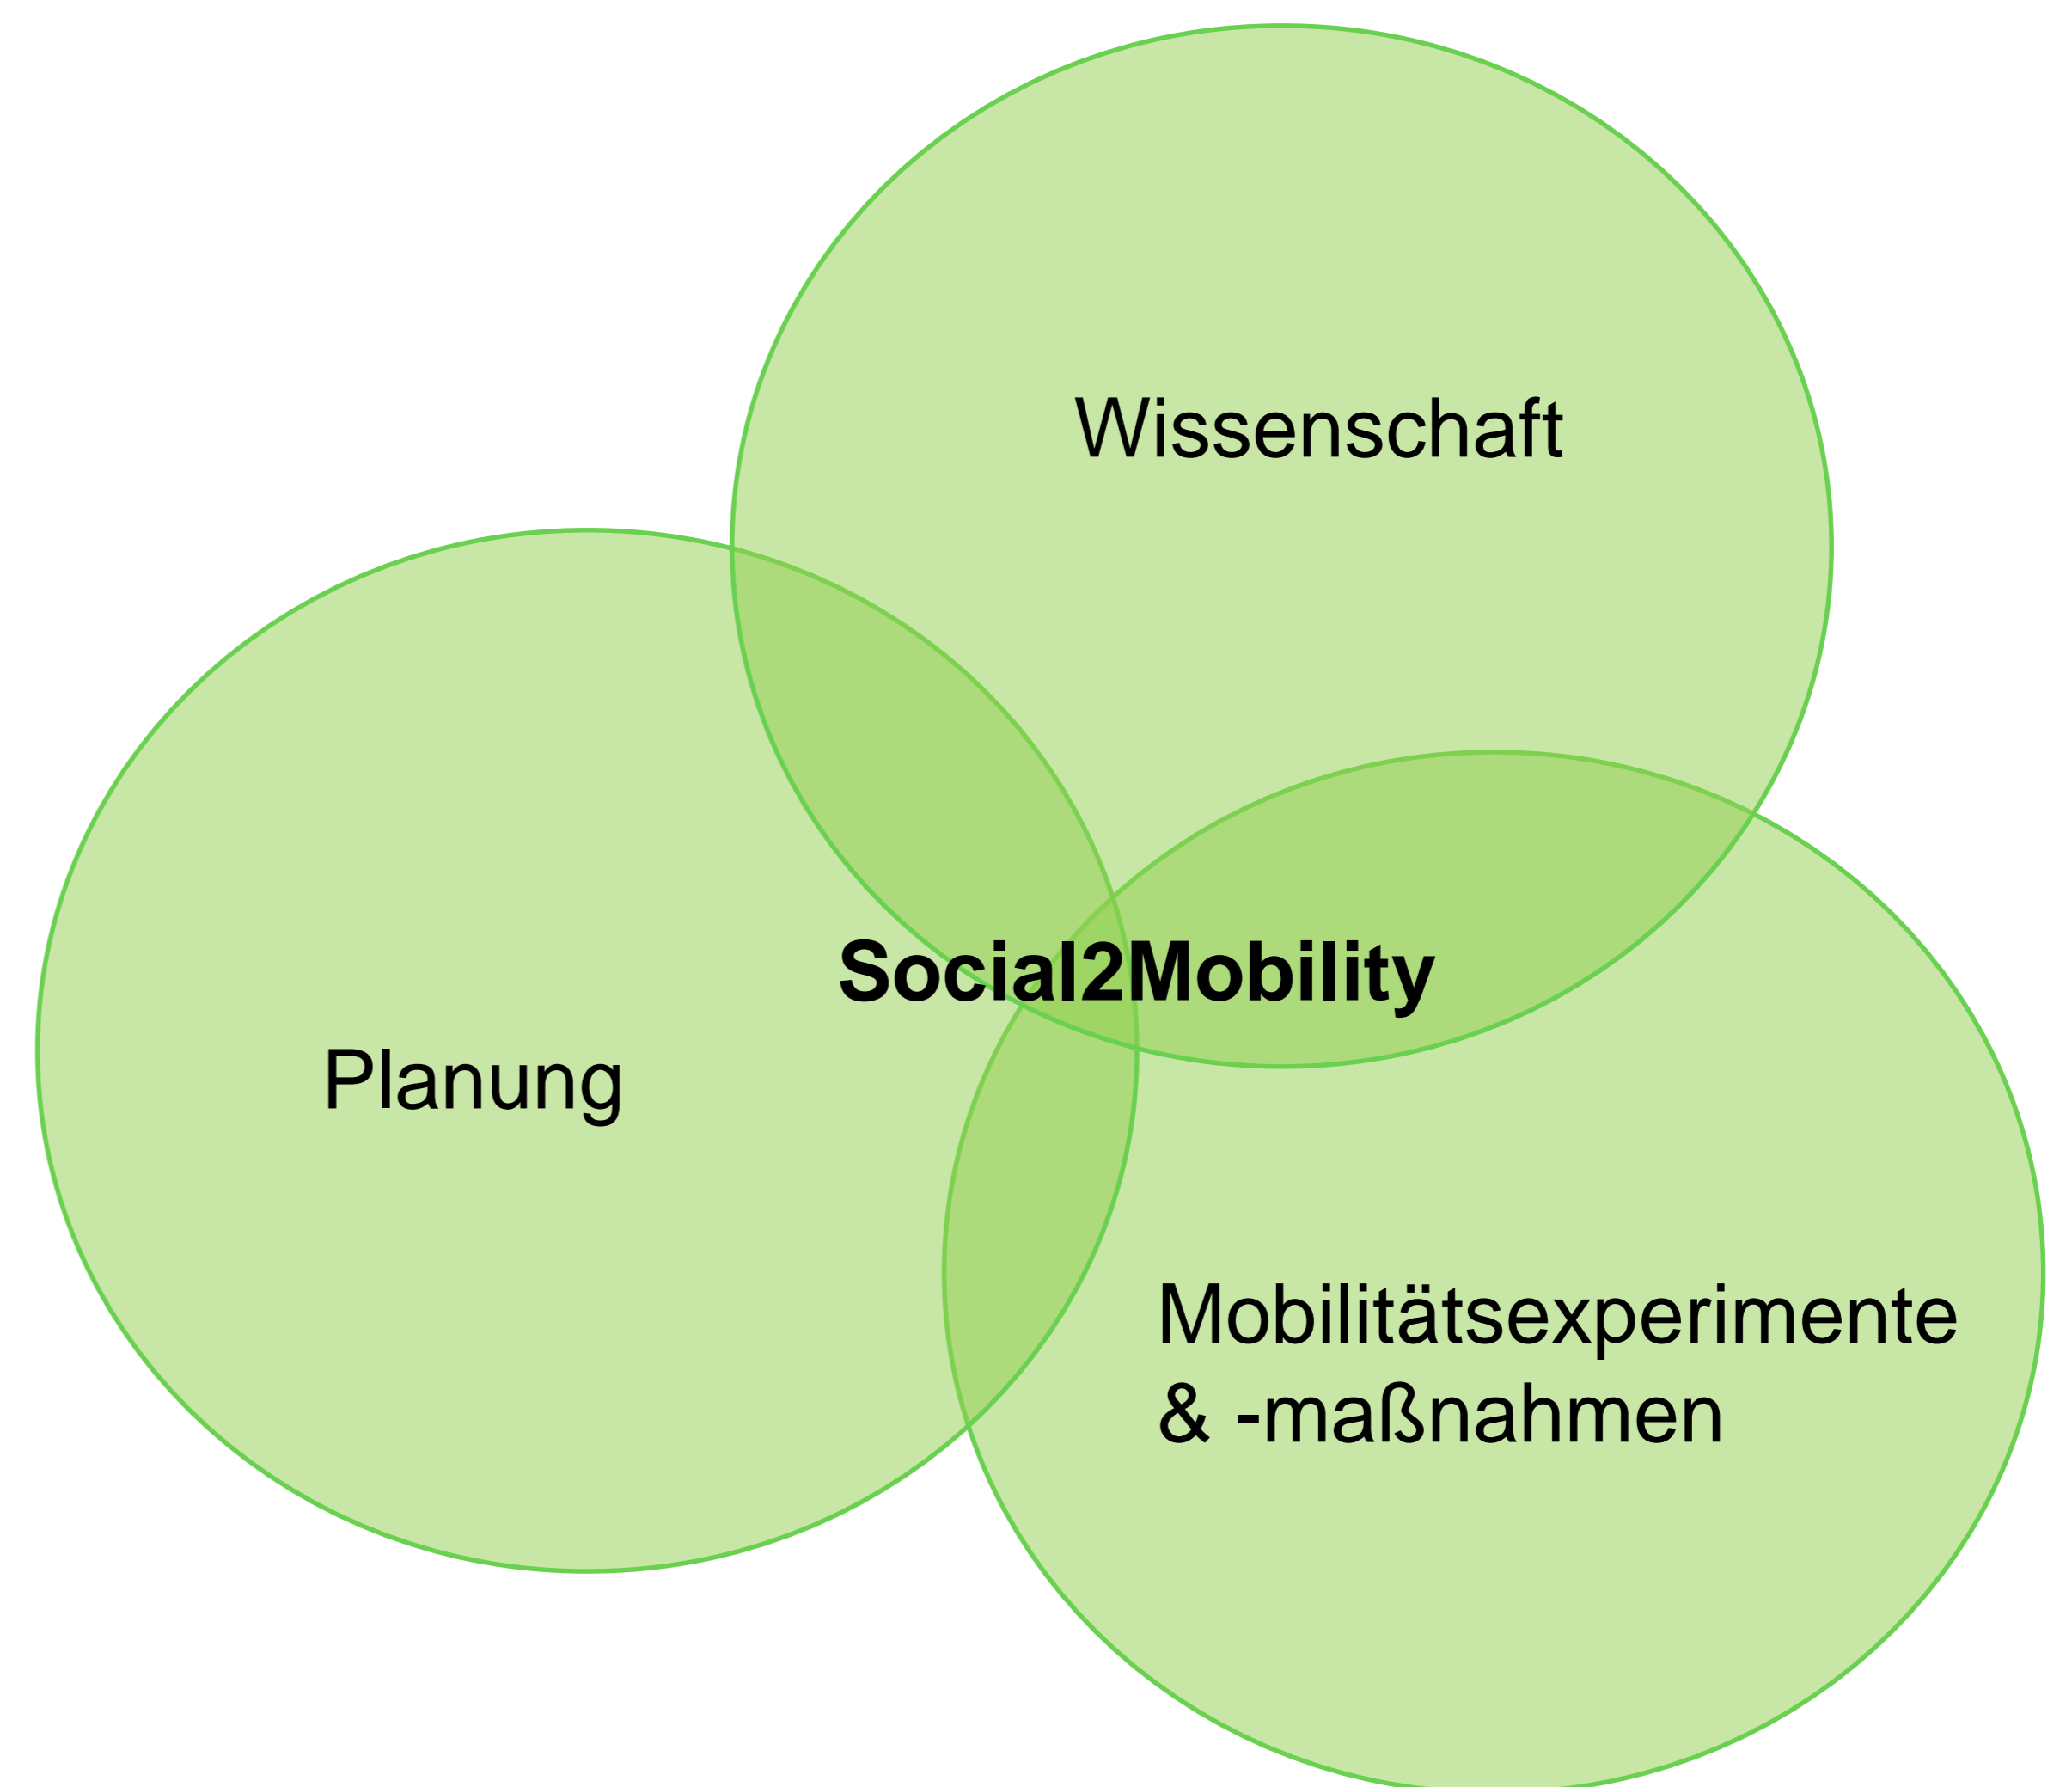 Wissenschaft
Social2Mobility
Planung
Mobilitätsexperimente
& -maßnahmen